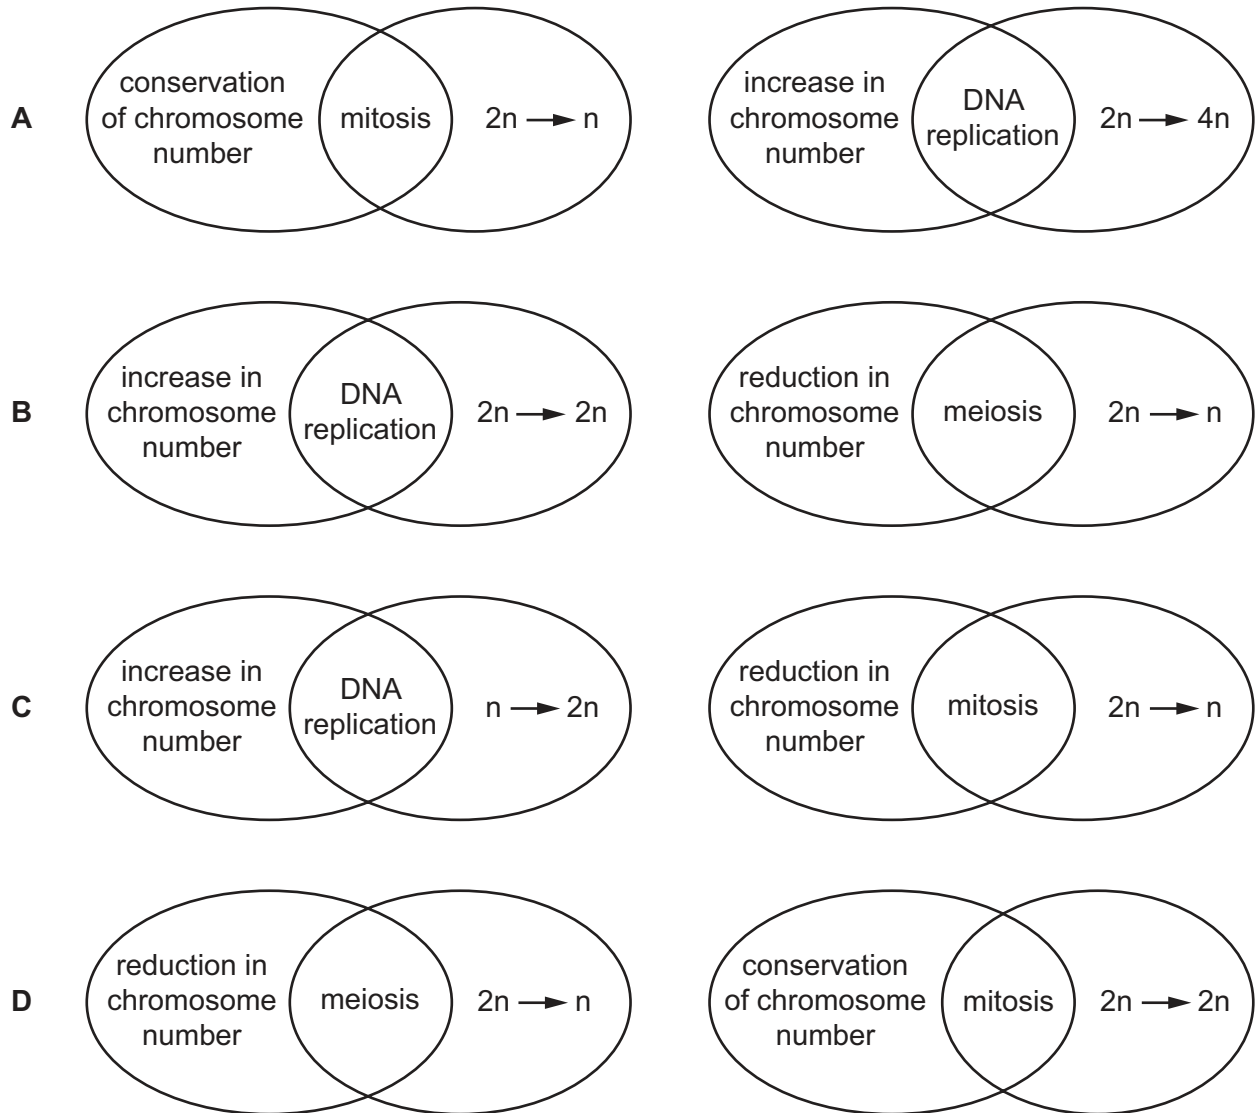 A
conservation
of chromosome
number
mitosis
2n → n
increase in
chromosome
number
DNA
replication
2n → 4n
B
increase in
chromosome
number
DNA
replication
2n → 2n
reduction in
chromosome
number
meiosis
2n → n
C
increase in
chromosome
number
DNA
replication
n → 2n
reduction in
chromosome
number
mitosis
2n → n
D
reduction in
chromosome
number
meiosis
2n → n
conservation
of chromosome
number
mitosis
2n → 2n